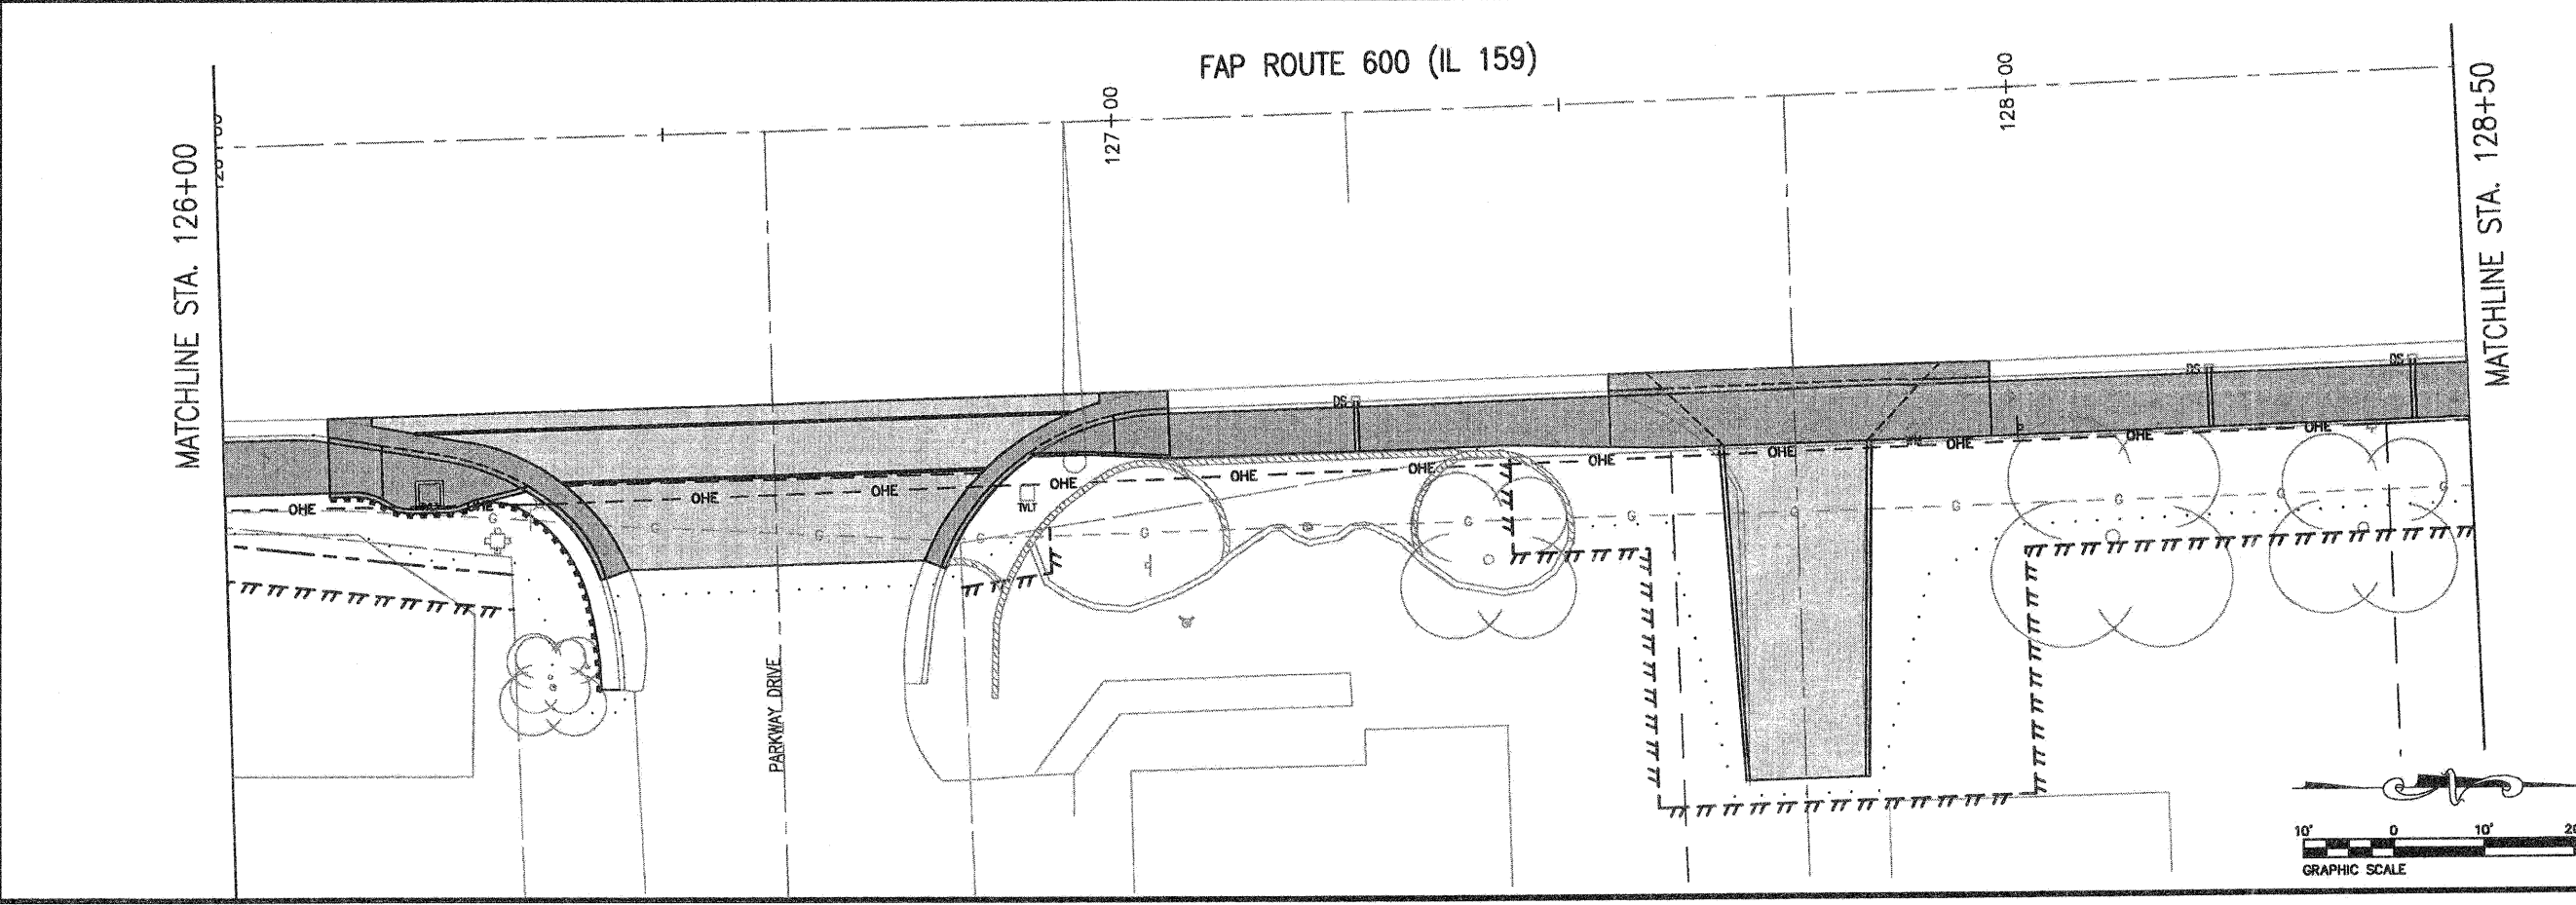 FAP ROUTE 600 (IL 159)
MATCHLINE STA. 126+00
127+00
128+00
MATCHLINE STA. 128+50
DS
DS
DS
OHE
OHE
OHE
OHE
OHE
OHE
OHE
OHE
OHE
OHE
OHE
OHE
OHE
G
G
G
G
G
G
G
G
G
G
G
G
TVLT
PARKWAY DRIVE
10' 0 10'
GRAPHIC SCALE